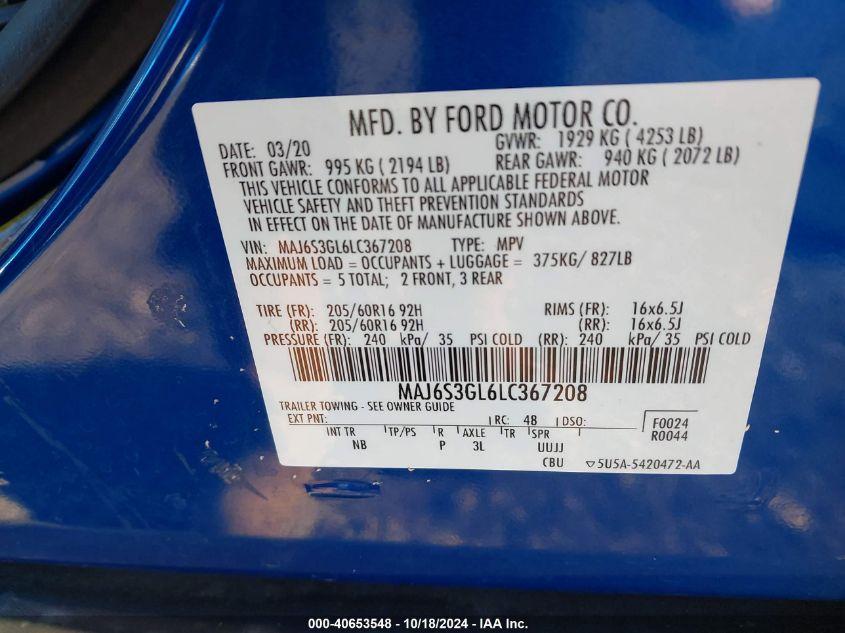 MFD. BY FORD MOTOR CO.
DATE: 03/20 GVWR: 1929 KG ( 4253 LB)
FRONT GAWR: 995 KG ( 2194 LB) REAR GAWR: 940 KG ( 2072 LB)
THIS VEHICLE CONFORMS TO ALL APPLICABLE FEDERAL MOTOR
VEHICLE SAFETY AND THEFT PREVENTION STANDARDS
IN EFFECT ON THE DATE OF MANUFACTURE SHOWN ABOVE.
VIN: MAJ6S3GL6LC367208 TYPE: MPV
MAXIMUM LOAD = OCCUPANTS + LUGGAGE = 375KG/ 827LB
OCCUPANTS = 5 TOTAL; 2 FRONT, 3 REAR
TIRE (FR): 205/60R16 92H RIMS (FR): 16x6.5J
(RR): 205/60R16 92H (RR): 16x6.5J
PRESSURE (FR): 240 kPa/ 35 PSI COLD (RR): 240 kPa/ 35 PSI COLD
MAJ6S3GL6LC367208
TRAILER TOWING - SEE OWNER GUIDE
EXT PNT: RC: 48 DSO: F0024
INT TR TP/PS R AXLE TR SPR R0044
NB P 3L UUJJ
CBU ▽5U5A-5420472-AA
000-40653548 - 10/18/2024 - IAA Inc.